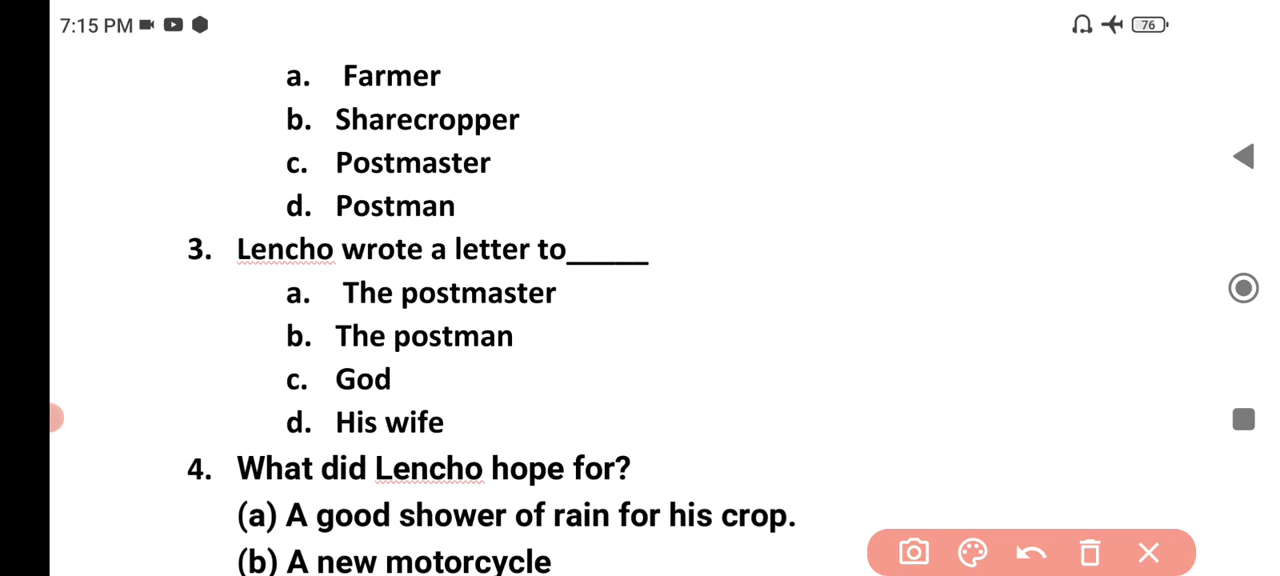 7:15 PM 76
a. Farmer
b. Sharecropper
c. Postmaster
d. Postman
3. Lencho wrote a letter to_____
a. The postmaster
b. The postman
c. God
d. His wife
4. What did Lencho hope for?
(a) A good shower of rain for his crop.
(b) A new motorcycle